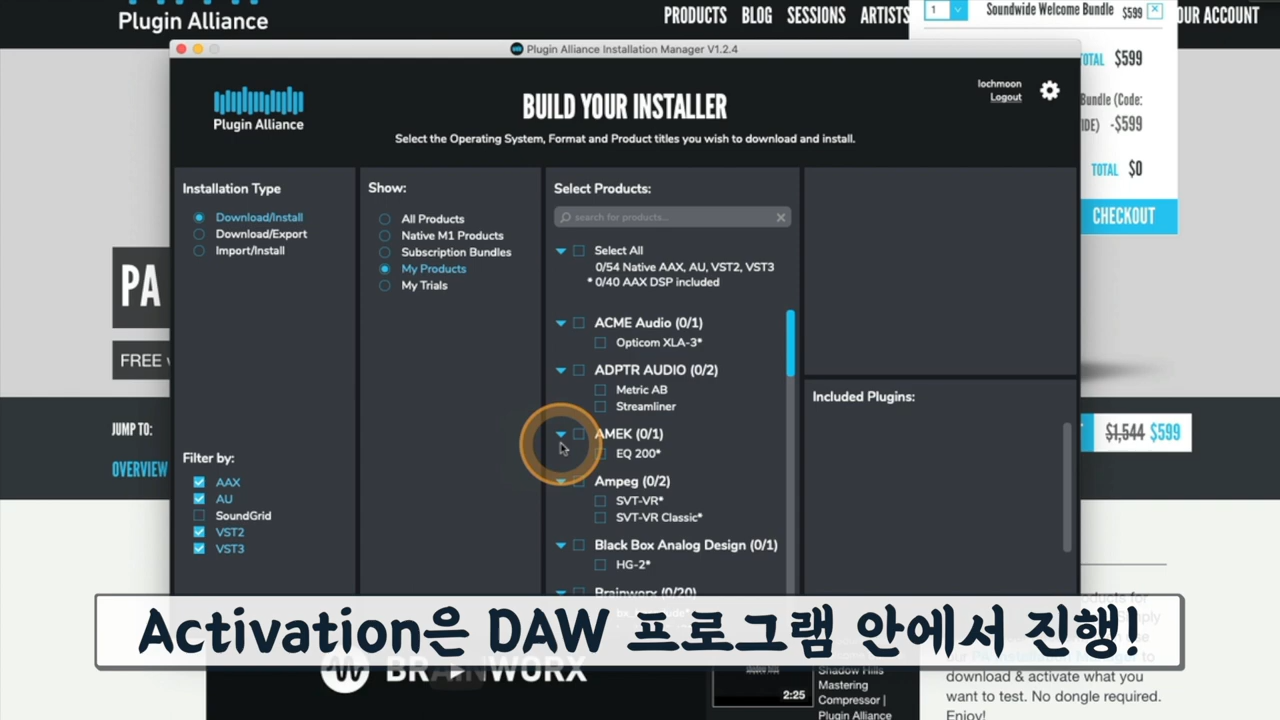 Plugin Alliance
PRODUCTS BLOG SESSIONS ARTISTS
OUR ACCOUNT
1
Soundwide Welcome Bundle
$599
TOTAL $599
Bundle (Code:
-$599
TOTAL $0
CHECKOUT
Plugin Alliance Installation Manager V1.2.4
Plugin Alliance
BUILD YOUR INSTALLER
Select the Operating System, Format and Product titles you wish to download and install.
lochmoon
Logout
Installation Type
Download/Install
Download/Export
Import/Install
Filter by:
AAX
AU
SoundGrid
VST2
VST3
Show:
All Products
Native M1 Products
Subscription Bundles
My Products
My Trials
Select Products:
search for products...
Select All
0/54 Native AAX, AU, VST2, VST3
* 0/40 AAX DSP included
ACME Audio (0/1)
Opticom XLA-3*
ADPTR AUDIO (0/2)
Metric AB
Streamliner
AMEK (0/1)
EQ 200*
Ampeg (0/2)
SVT-VR*
SVT-VR Classic*
Black Box Analog Design (0/1)
HG-2*
Brainworx (0/20)
Included Plugins:
PA
FREE
JUMP TO:
OVERVIEW
$1,544 $599
Activation은 DAW 프로그램 안에서 진행!
BRAINWORX
2:25
Shadow Hills
Mastering
Compressor |
Plugin Alliance
download & activate what you
want to test. No dongle required.
Enjoy!